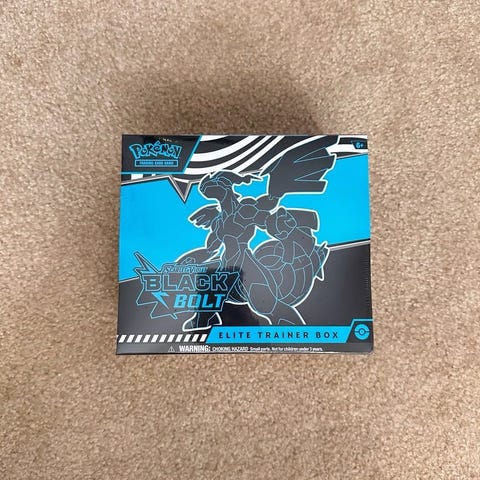 POKéMON
TRADING CARD GAME
6+
Scarlet & Violet
BLACK
BOLT
ELITE TRAINER BOX
⚠ WARNING: CHOKING HAZARD Small parts. Not for children under 3 years.